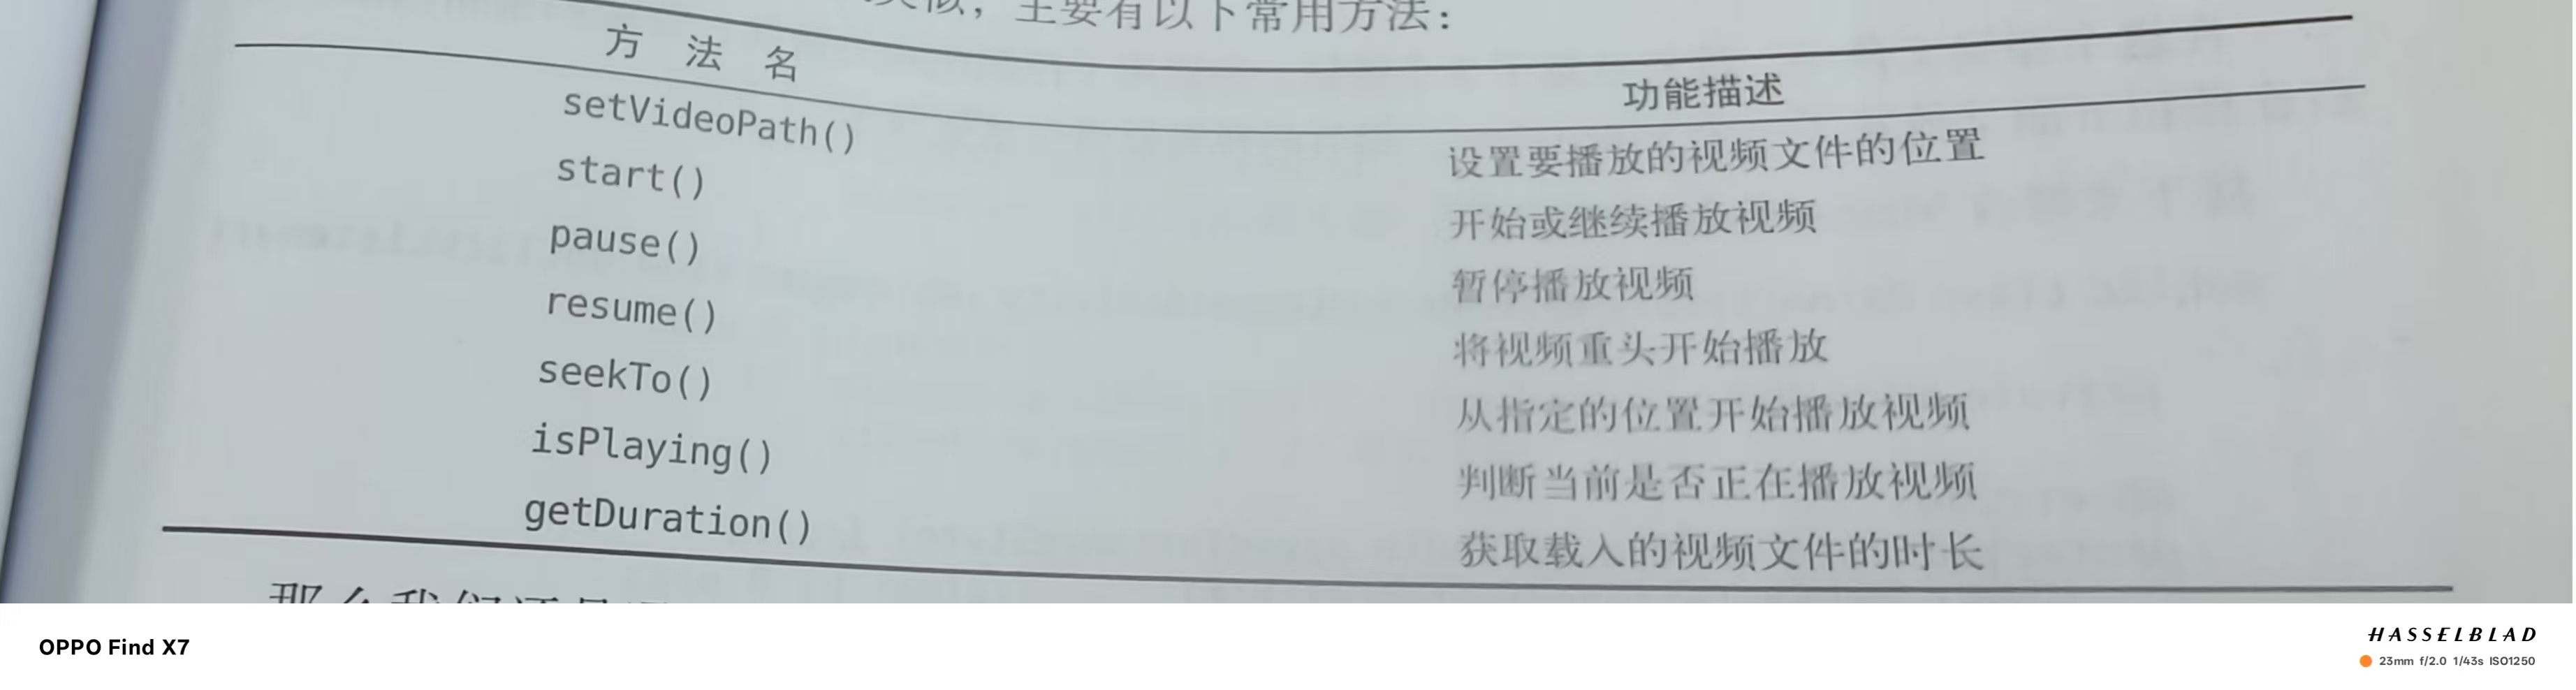 类似，主要有以下常用方法：
方 法 名 功能描述
setVideoPath() 设置要播放的视频文件的位置
start() 开始或继续播放视频
pause() 暂停播放视频
resume() 将视频重头开始播放
seekTo() 从指定的位置开始播放视频
isPlaying() 判断当前是否正在播放视频
getDuration() 获取载入的视频文件的时长
那么我们还是
OPPO Find X7
HASSELBLAD
23mm f/2.0 1/43s ISO1250